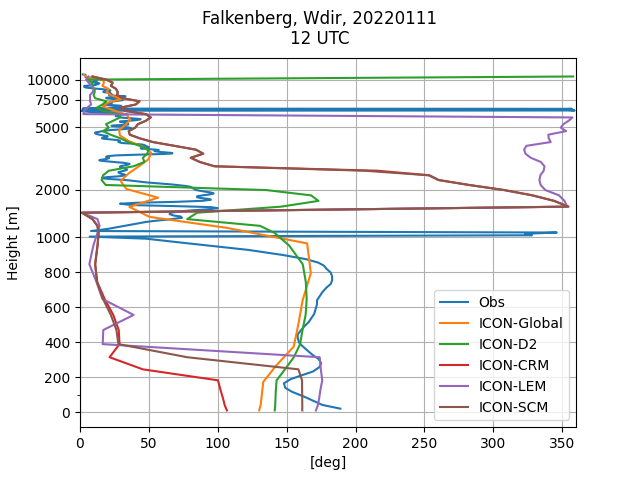 Falkenberg, Wdir, 20220111
12 UTC
Height [m]
10000
7500
5000
2000
1000
800
600
400
200
0
0 50 100 150 200 250 300 350
[deg]
Obs
ICON-Global
ICON-D2
ICON-CRM
ICON-LEM
ICON-SCM